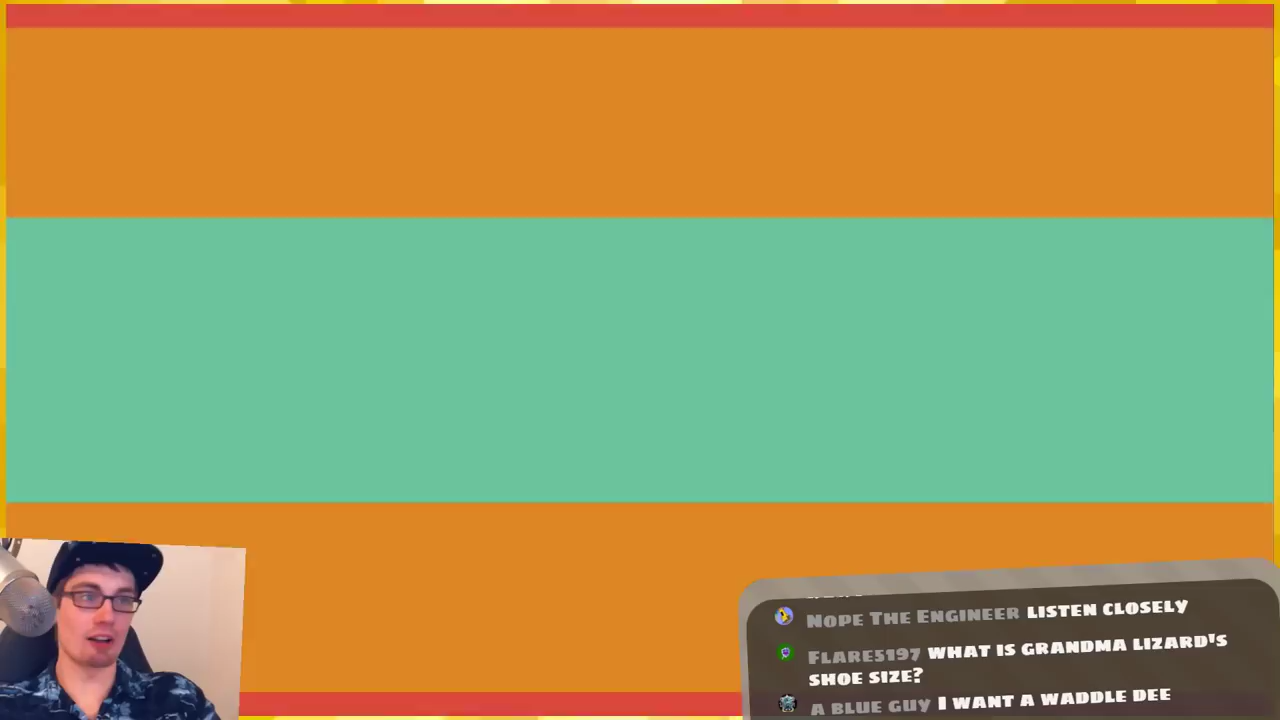 Nope The Engineer listen closely
Flare5197 what is grandma lizard's
shoe size?
A Blue Guy I want a waddle dee